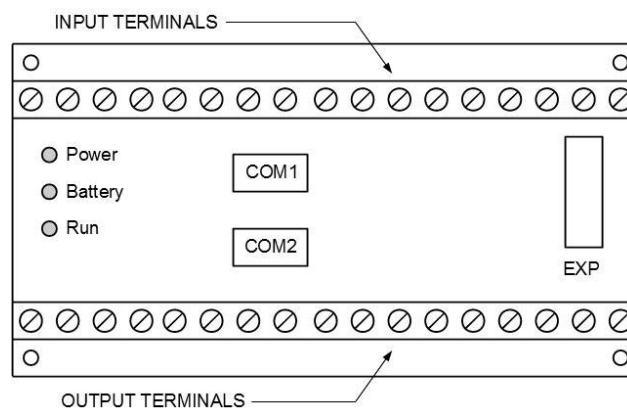 INPUT TERMINALS
Power
Battery
Run
COM1
COM2
EXP
OUTPUT TERMINALS